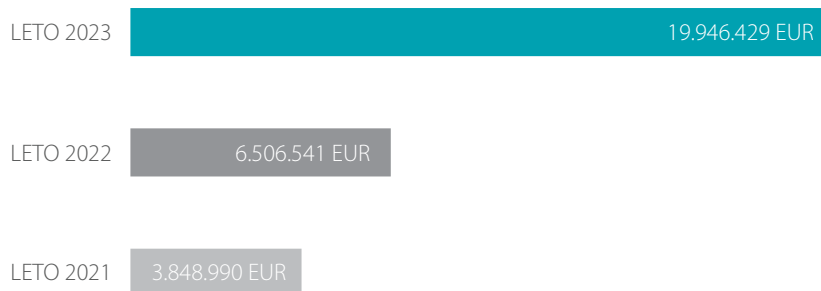 LETO 2023 19.946.429 EUR
LETO 2022 6.506.541 EUR
LETO 2021 3.848.990 EUR